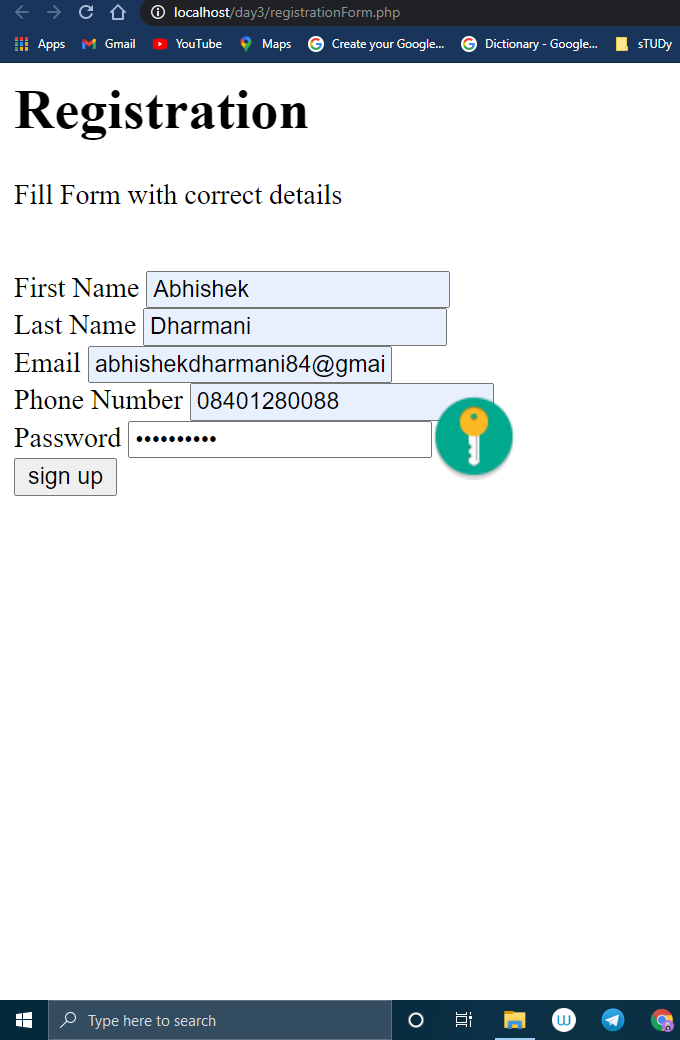 localhost/day3/registrationForm.php
Apps Gmail YouTube Maps Create your Google... Dictionary - Google... sTUDy
Registration
Fill Form with correct details
First Name Abhishek
Last Name Dharmani
Email abhishekdharmani84@gmai
Phone Number 08401280088
Password ••••••••••
sign up
Type here to search